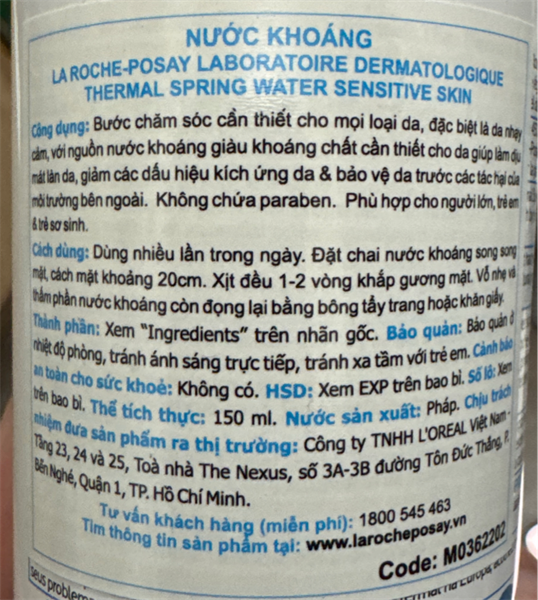 NƯỚC KHOÁNG
LA ROCHE-POSAY LABORATOIRE DERMATOLOGIQUE
THERMAL SPRING WATER SENSITIVE SKIN
Công dụng: Bước chăm sóc cần thiết cho mọi loại da, đặc biệt là da nhạy
cảm, với nguồn nước khoáng giàu khoáng chất cần thiết cho da giúp làm dịu
mát làn da, giảm các dấu hiệu kích ứng da & bảo vệ da trước các tác hại của
môi trường bên ngoài. Không chứa paraben. Phù hợp cho người lớn, trẻ em
& trẻ sơ sinh.
Cách dùng: Dùng nhiều lần trong ngày. Đặt chai nước khoáng song song
mặt, cách mặt khoảng 20cm. Xịt đều 1-2 vòng khắp gương mặt. Vỗ nhẹ và
thấm phần nước khoáng còn đọng lại bằng bông tẩy trang hoặc khăn giấy.
Thành phần: Xem "Ingredients" trên nhãn gốc. Bảo quản: Bảo quản ở
nhiệt độ phòng, tránh ánh sáng trực tiếp, tránh xa tầm với trẻ em. Cảnh báo
an toàn cho sức khoẻ: Không có. HSD: Xem EXP trên bao bì. Số lô: Xem
trên bao bì. Thể tích thực: 150 ml. Nước sản xuất: Pháp. Chịu trách
nhiệm đưa sản phẩm ra thị trường: Công ty TNHH L'OREAL Việt Nam -
Tầng 23, 24 và 25, Toà nhà The Nexus, số 3A-3B đường Tôn Đức Thắng, P.
Bến Nghé, Quận 1, TP. Hồ Chí Minh.
Tư vấn khách hàng (miễn phí): 1800 545 463
Tìm thông tin sản phẩm tại: www.larocheposay.vn
Code: M0362202
seus